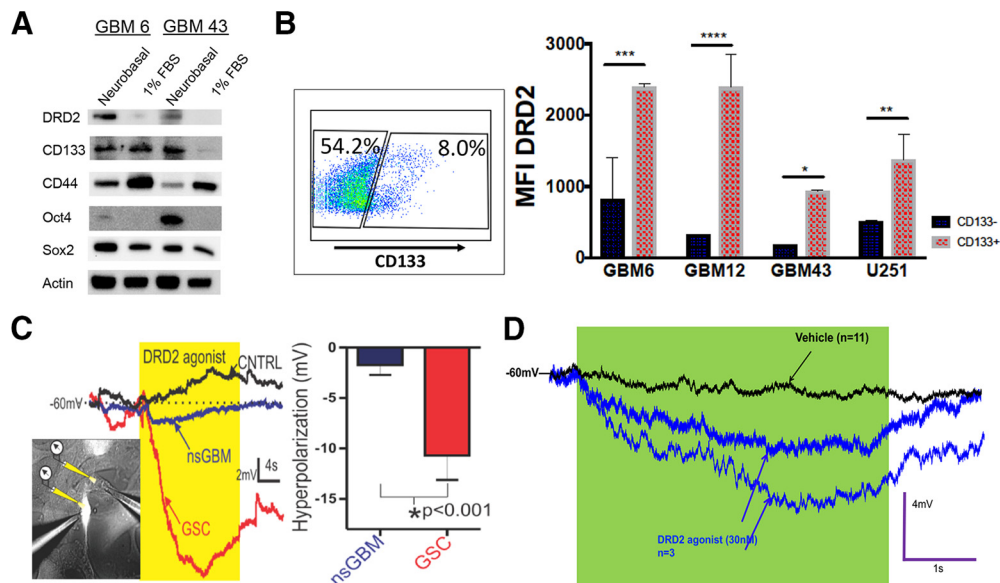 A
GBM 6 GBM 43
Neurobasal
1% FBS
Neurobasal
1% FBS
DRD2
CD133
CD44
Oct4
Sox2
Actin
B
54.2%
8.0%
CD133
MFI DRD2
3000
2000
1000
0
***
****
*
**
GBM6 GBM12 GBM43 U251
CD133-
CD133+
C
DRD2 agonist
CNTRL
-60mV
nsGBM
GSC
4s
2mV
Hyperpolarization (mV)
0
-5
-10
-15
*p<0.001
nsGBM
GSC
D
Vehicle (n=11)
-60mV
DRD2 agonist (30nM)
n=3
4mV
1s